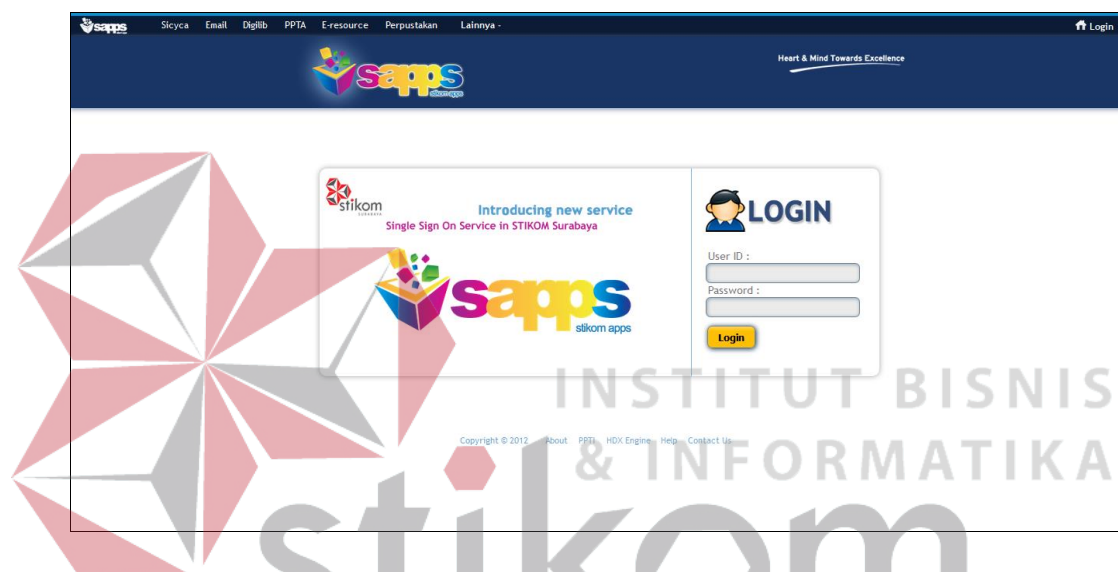 sapps Sicyca Email Digilib PPTA E-resource Perpustakan Lainnya - Login
sapps
stikom apps
Heart & Mind Towards Excellence
stikom
SURABAYA
Introducing new service
Single Sign On Service in STIKOM Surabaya
sapps
stikom apps
LOGIN
User ID :
Password :
Login
Copyright © 2012 About PPTI HDX Engine Help Contact Us
INSTITUT BISNIS
& INFORMATIKA
stikom